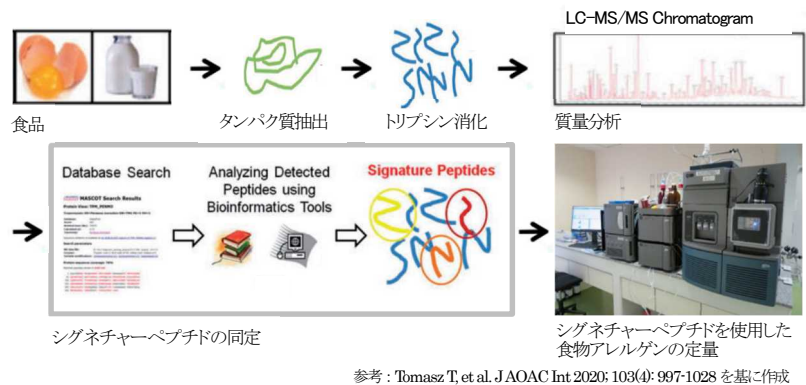 LC-MS/MS Chromatogram
食品
タンパク質抽出
トリプシン消化
質量分析
Database Search
MASCOT Search Results
Analyzing Detected
Peptides using
Bioinformatics Tools
Signature Peptides
シグネチャーペプチドの同定
シグネチャーペプチドを使用した
食物アレルゲンの定量
参考 : Tomasz T, et al. J AOAC Int 2020; 103(4): 997-1028 を基に作成